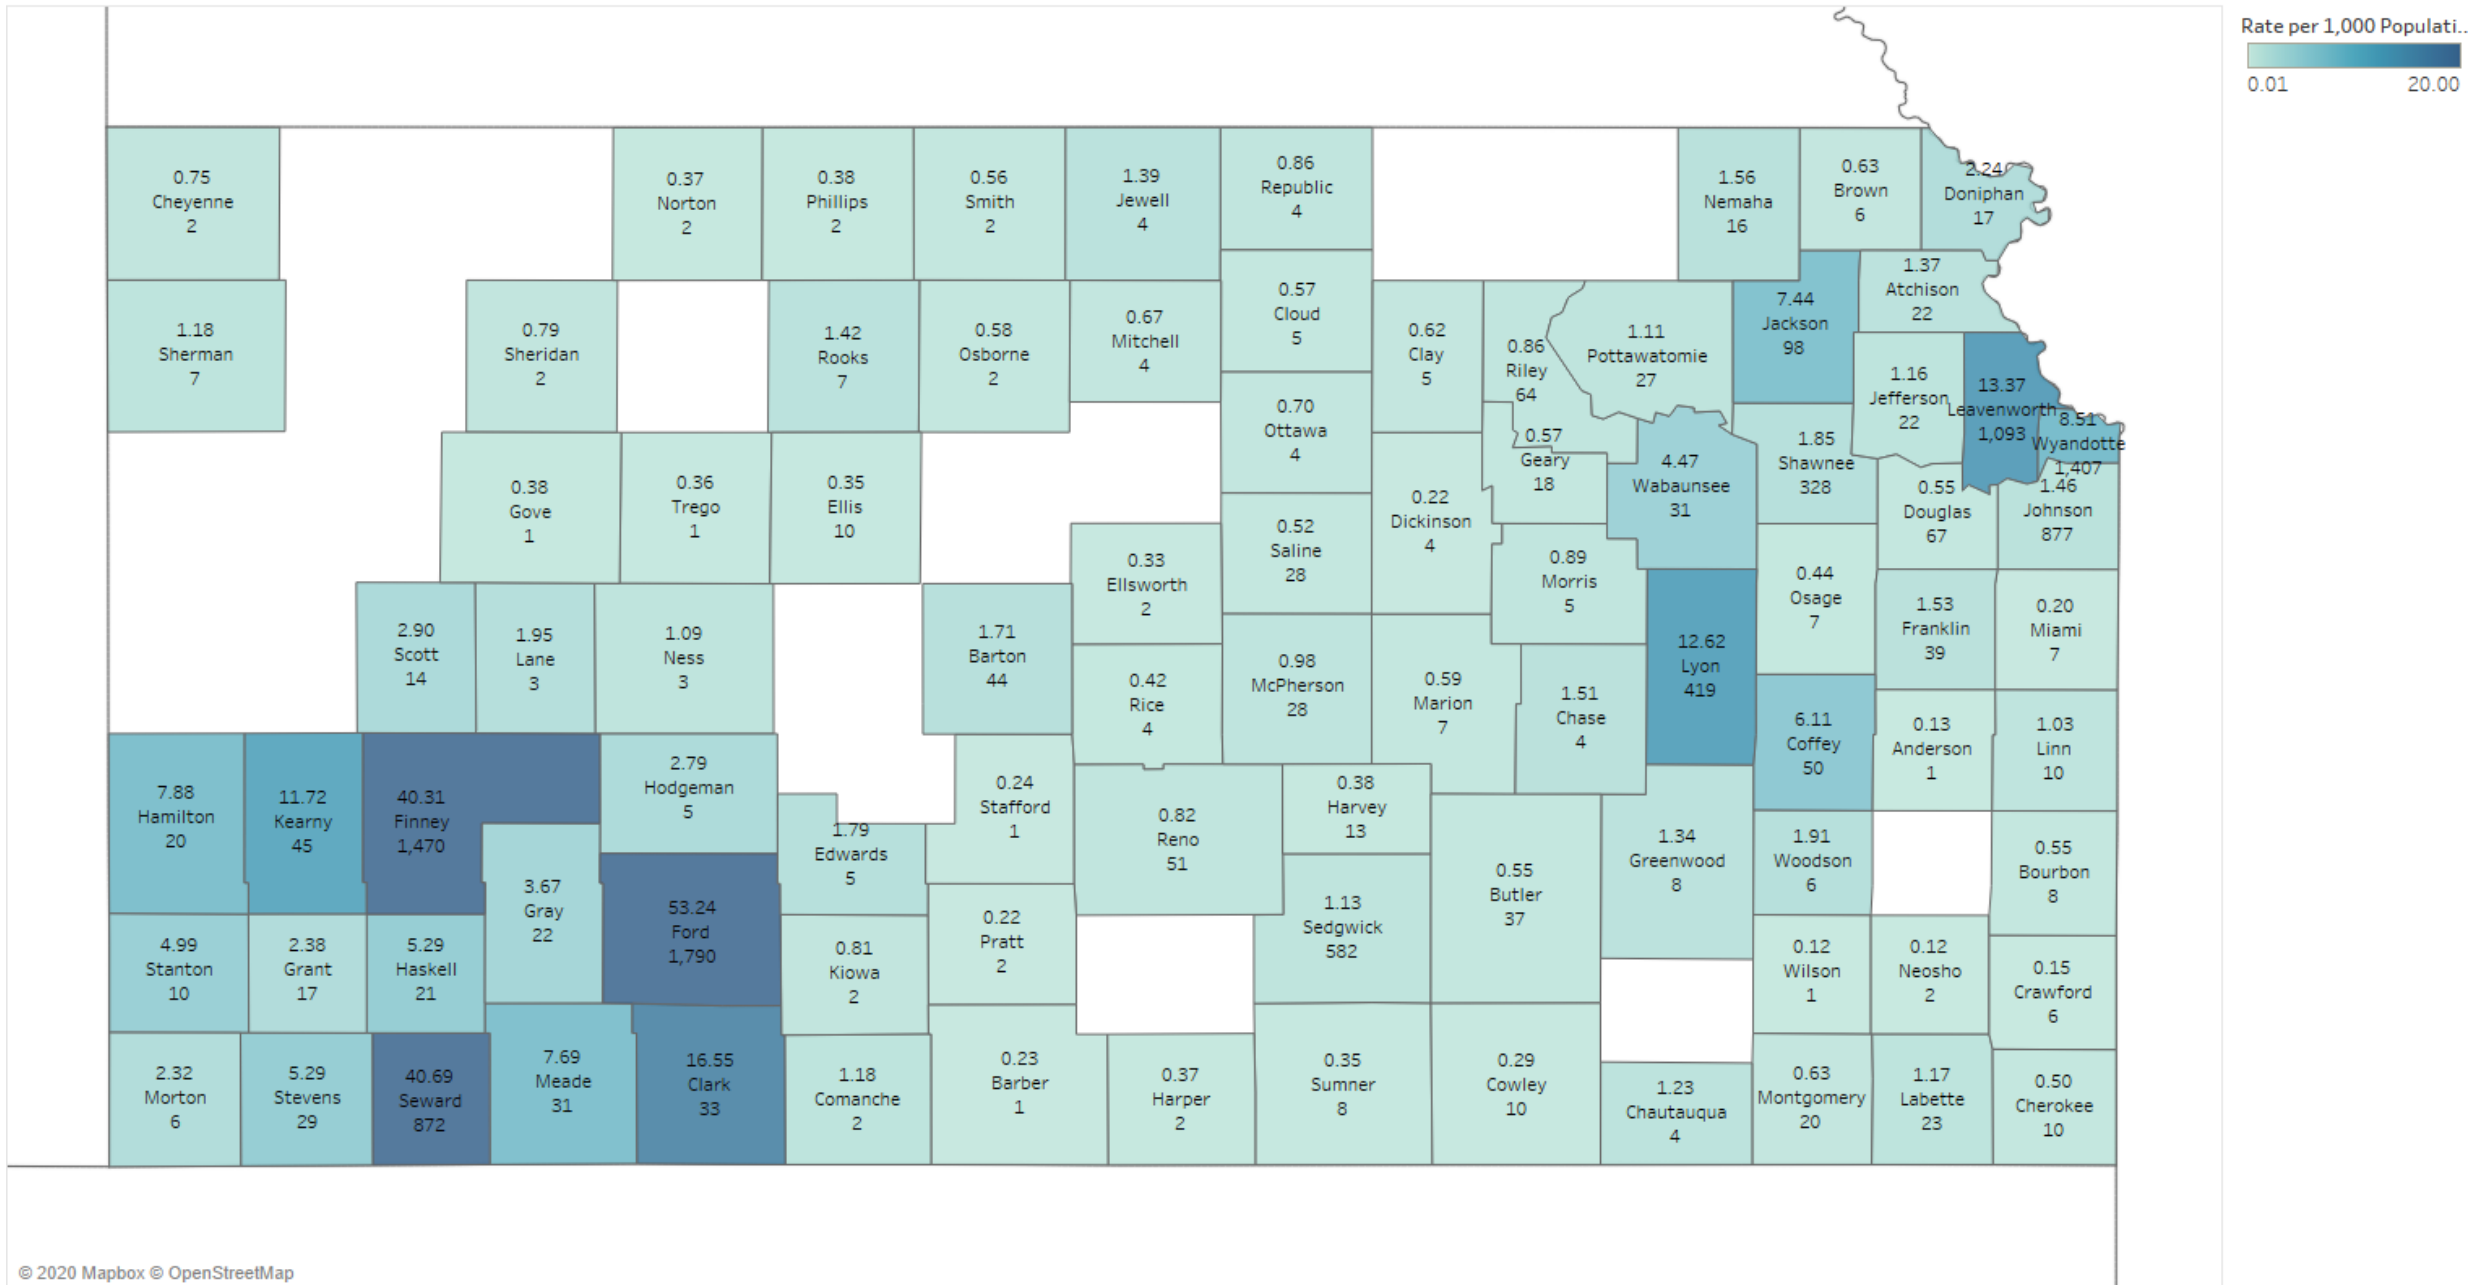 Rate per 1,000 Populati..
0.01 20.00
0.75
Cheyenne
2
0.37
Norton
2
0.38
Phillips
2
0.56
Smith
2
1.39
Jewell
4
0.86
Republic
4
1.56
Nemaha
16
0.63
Brown
6
2.24
Doniphan
17
1.18
Sherman
7
0.79
Sheridan
2
1.42
Rooks
7
0.58
Osborne
2
0.67
Mitchell
4
0.57
Cloud
5
0.62
Clay
5
0.86
Riley
64
1.11
Pottawatomie
27
7.44
Jackson
98
1.37
Atchison
22
1.16
Jefferson
22
13.37
Leavenworth
1,093
8.51
Wyandotte
1,407
0.38
Gove
1
0.36
Trego
1
0.35
Ellis
10
0.70
Ottawa
4
0.22
Dickinson
4
0.57
Geary
18
4.47
Wabaunsee
31
1.85
Shawnee
328
0.55
Douglas
67
1.46
Johnson
877
2.90
Scott
14
1.95
Lane
3
1.09
Ness
3
1.71
Barton
44
0.33
Ellsworth
2
0.52
Saline
28
0.89
Morris
5
0.44
Osage
7
1.53
Franklin
39
0.20
Miami
7
0.42
Rice
4
0.98
McPherson
28
0.59
Marion
7
1.51
Chase
4
12.62
Lyon
419
6.11
Coffey
50
0.13
Anderson
1
1.03
Linn
10
7.88
Hamilton
20
11.72
Kearny
45
40.31
Finney
1,470
2.79
Hodgeman
5
1.79
Edwards
5
0.24
Stafford
1
0.82
Reno
51
0.38
Harvey
13
0.55
Butler
37
1.34
Greenwood
8
1.91
Woodson
6
0.55
Bourbon
8
4.99
Stanton
10
2.38
Grant
17
5.29
Haskell
21
3.67
Gray
22
53.24
Ford
1,790
0.81
Kiowa
2
0.22
Pratt
2
1.13
Sedgwick
582
0.12
Wilson
1
0.12
Neosho
2
0.15
Crawford
6
2.32
Morton
6
5.29
Stevens
29
40.69
Seward
872
7.69
Meade
31
16.55
Clark
33
1.18
Comanche
2
0.23
Barber
1
0.37
Harper
2
0.35
Sumner
8
0.29
Cowley
10
1.23
Chautauqua
4
0.63
Montgomery
20
1.17
Labette
23
0.50
Cherokee
10
© 2020 Mapbox © OpenStreetMap